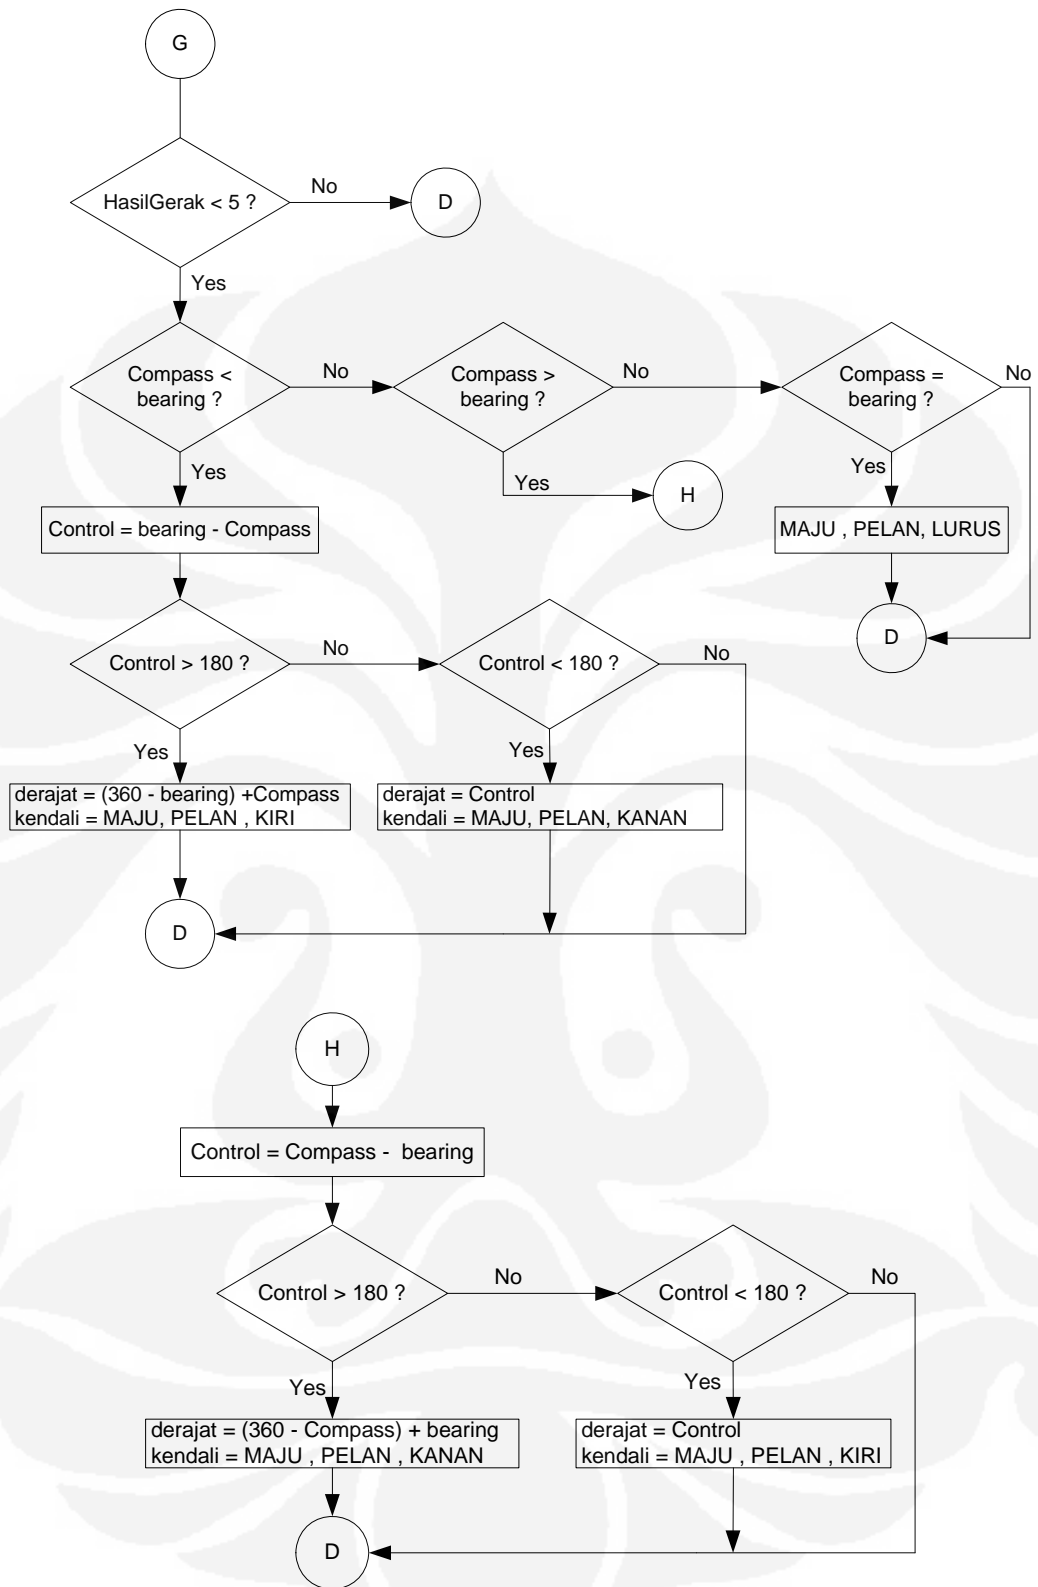 G
HasilGerak < 5 ?
No
D
Yes
Compass <
bearing ?
No
Compass >
bearing ?
No
Compass =
bearing ?
No
Yes
Yes
H
Yes
Control = bearing - Compass
MAJU , PELAN, LURUS
D
Control > 180 ?
No
Control < 180 ?
No
Yes
Yes
derajat = (360 - bearing) +Compass
kendali = MAJU, PELAN , KIRI
derajat = Control
kendali = MAJU, PELAN, KANAN
D
H
Control = Compass - bearing
Control > 180 ?
No
Control < 180 ?
No
Yes
Yes
derajat = (360 - Compass) + bearing
kendali = MAJU , PELAN , KANAN
derajat = Control
kendali = MAJU , PELAN , KIRI
D